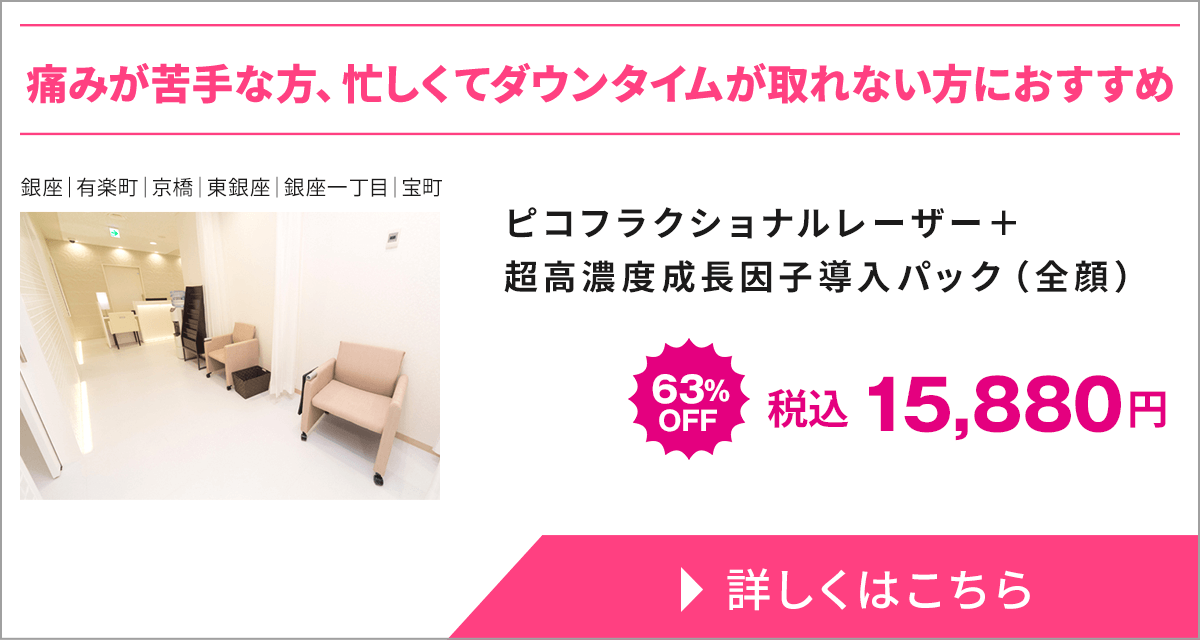 痛みが苦手な方、忙しくてダウンタイムが取れない方におすすめ
銀座|有楽町|京橋|東銀座|銀座一丁目|宝町
ピコフラクショナルレーザー＋
超高濃度成長因子導入パック（全顔）
63%
OFF
税込 15,880円
詳しくはこちら